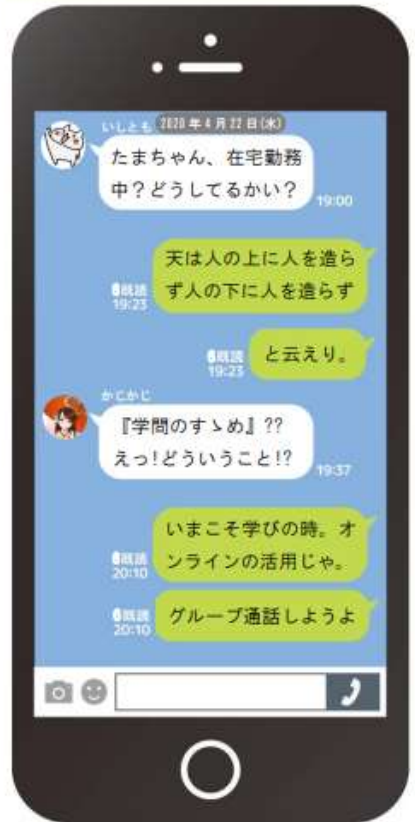 2020年4月22日(水)
いしとも
たまちゃん、在宅勤務
中？どうしてるかい？
19:00
天は人の上に人を造ら
ず人の下に人を造らず
6既読
19:23
と云えり。
6既読
19:23
かじかじ
『学問のすゝめ』??
えっ!どういうこと!?
19:37
いまこそ学びの時。オ
ンラインの活用じゃ。
6既読
20:10
グループ通話しようよ
6既読
20:10